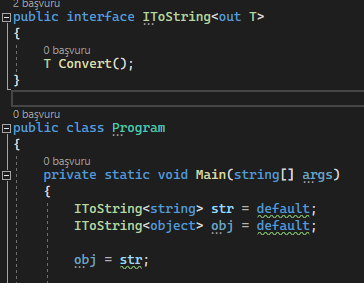 2 başvuru
public interface IToString<out T>
{
0 başvuru
T Convert();
}
0 başvuru
public class Program
{
0 başvuru
private static void Main(string[] args)
{
IToString<string> str = default;
IToString<object> obj = default;
obj = str;